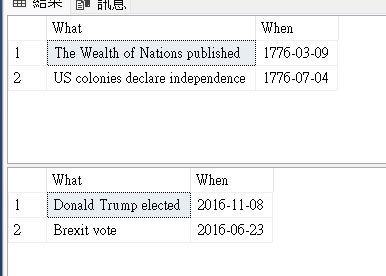 結果 訊息
What When
1 The Wealth of Nations published 1776-03-09
2 US colonies declare independence 1776-07-04
What When
1 Donald Trump elected 2016-11-08
2 Brexit vote 2016-06-23